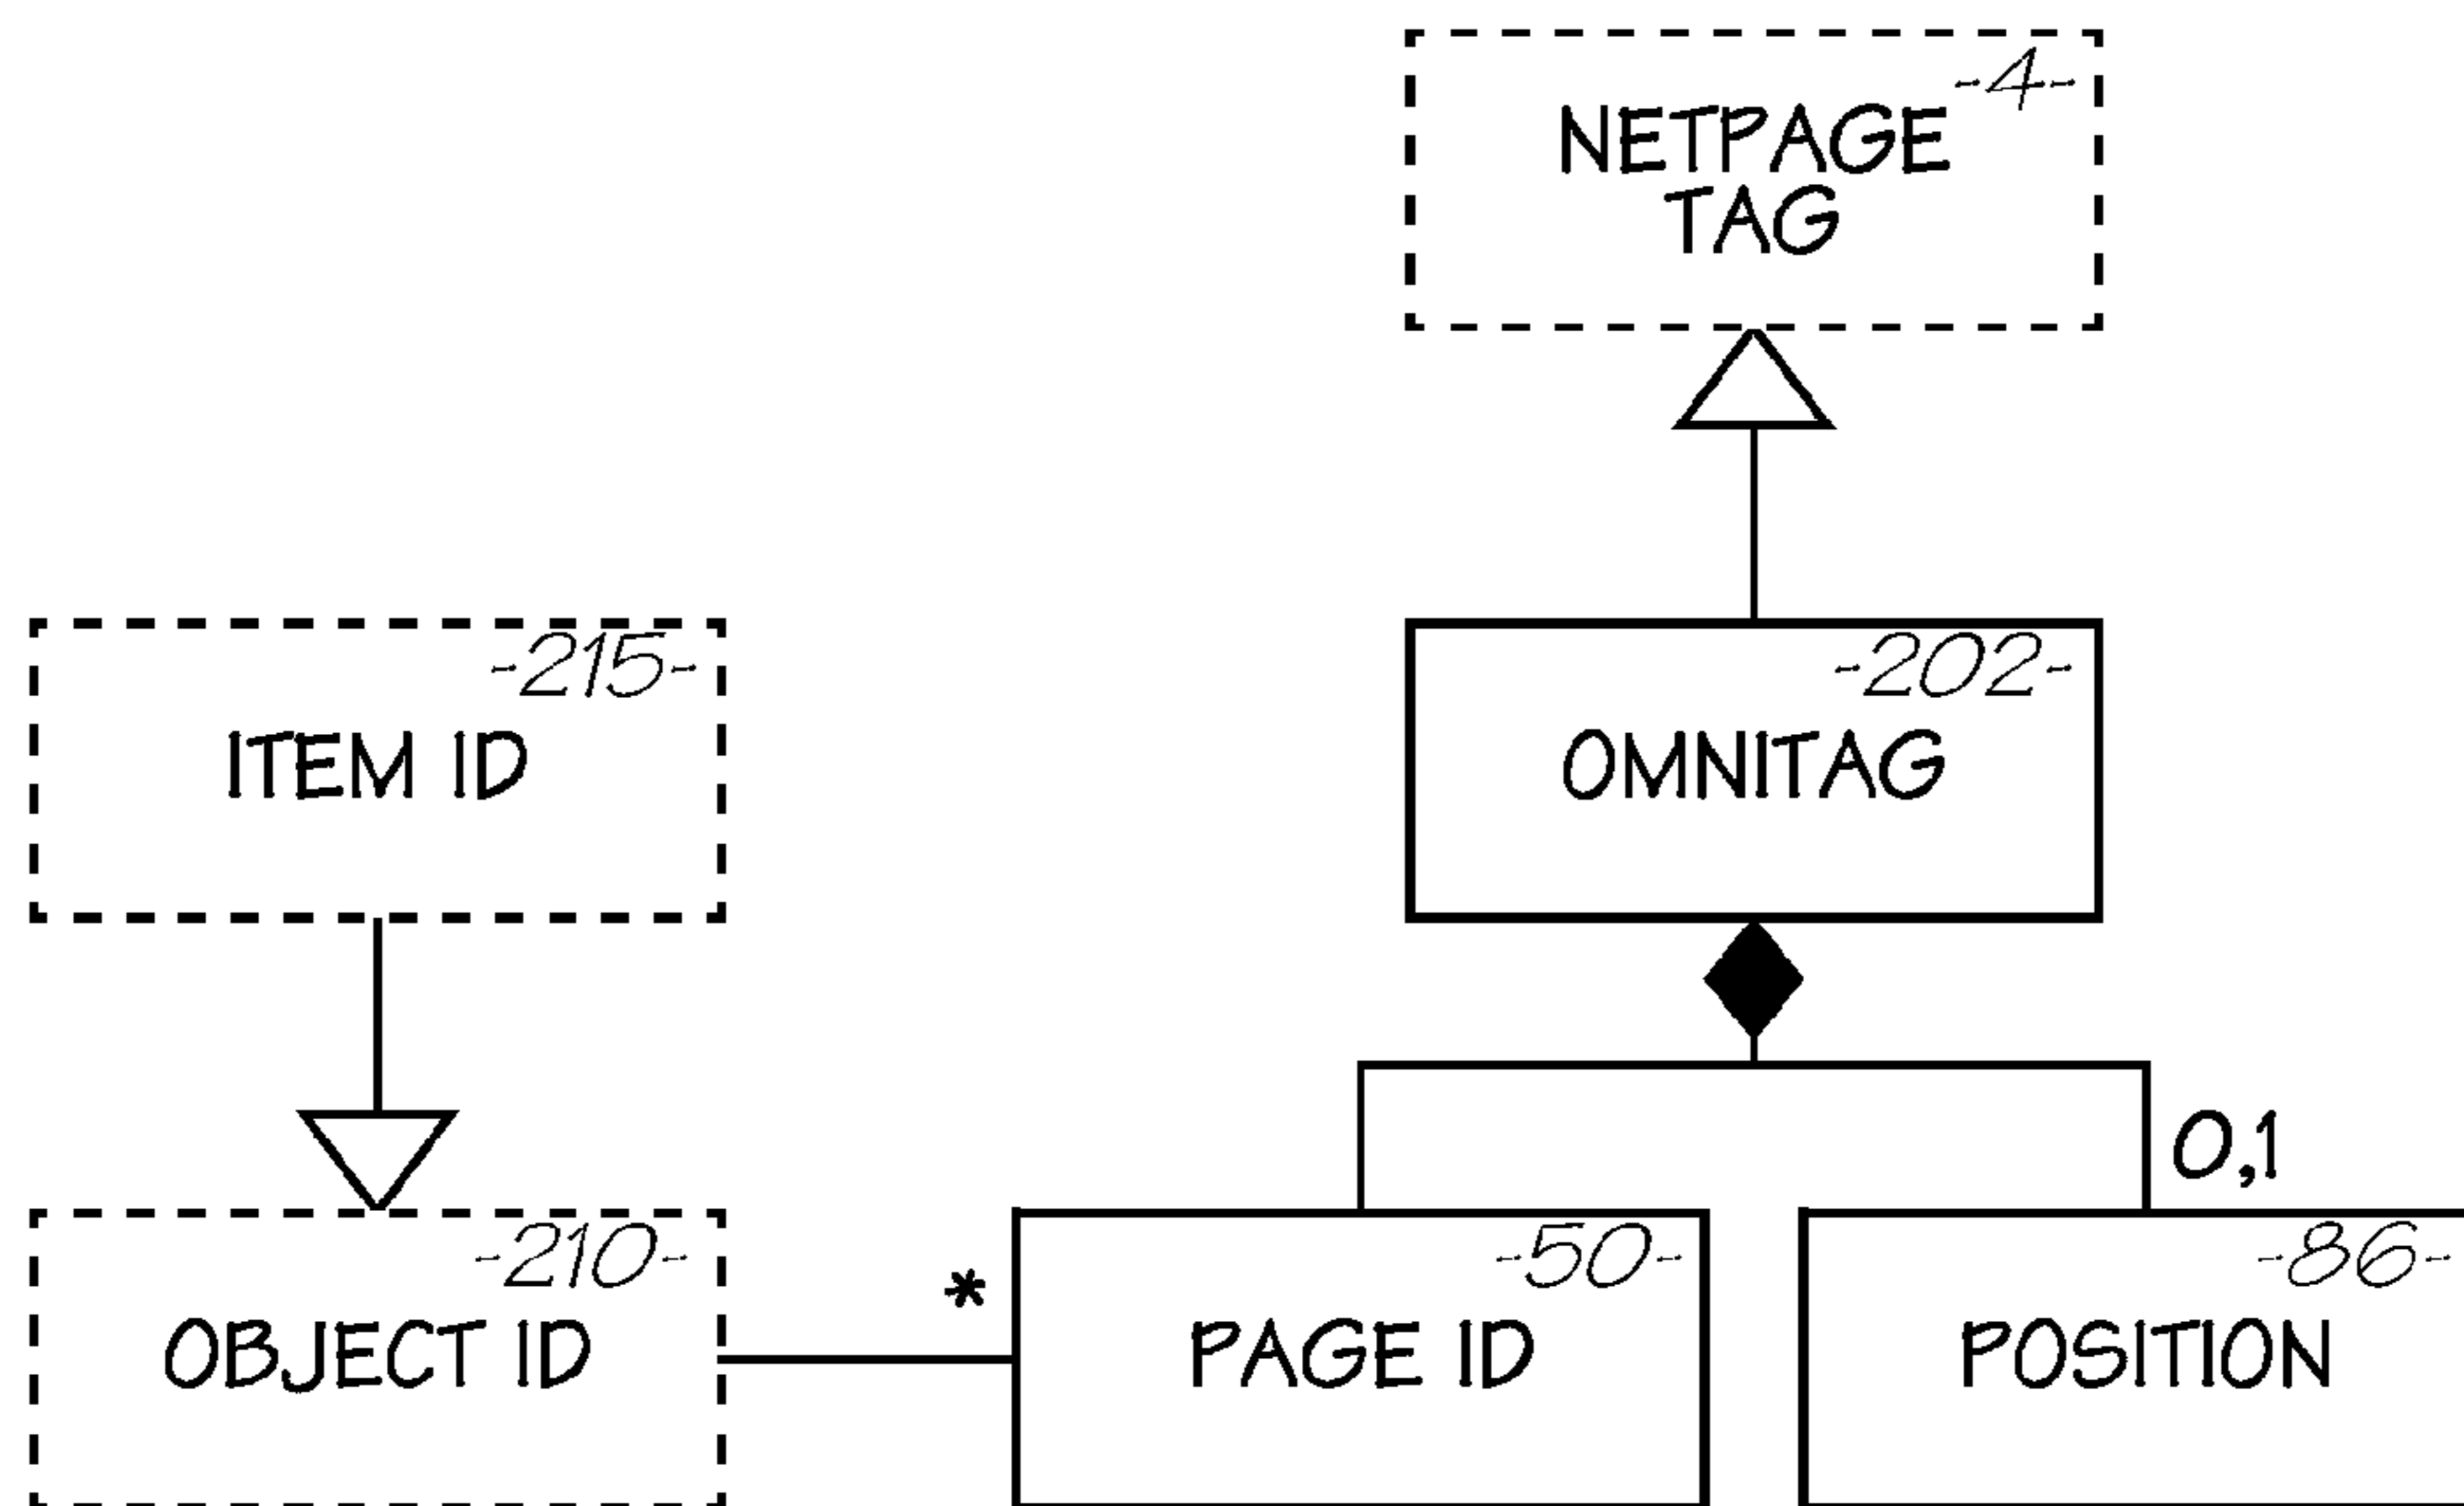 -4-
NETPAGE
TAG
-215-
ITEM ID
-202-
OMNITAG
0,1
-210-
OBJECT ID
*
-50-
PAGE ID
-86-
POSITION